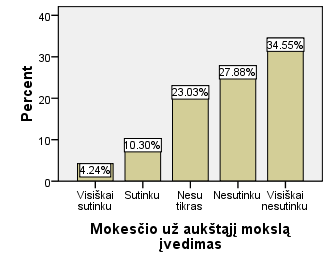 40
30
20
10
0
Percent
4.24%
10.30%
23.03%
27.88%
34.55%
Visiškai sutinku
Sutinku
Nesu tikras
Nesutinku
Visiškai nesutinku
Mokesčio už aukštąjį mokslą
įvedimas